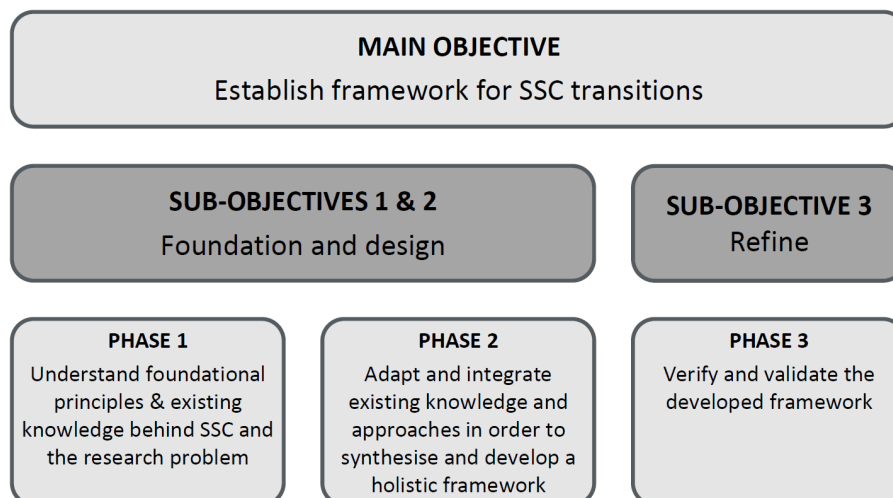 MAIN OBJECTIVE
Establish framework for SSC transitions
SUB-OBJECTIVES 1 & 2
Foundation and design
SUB-OBJECTIVE 3
Refine
PHASE 1
Understand foundational
principles & existing
knowledge behind SSC and
the research problem
PHASE 2
Adapt and integrate
existing knowledge and
approaches in order to
synthesise and develop a
holistic framework
PHASE 3
Verify and validate the
developed framework